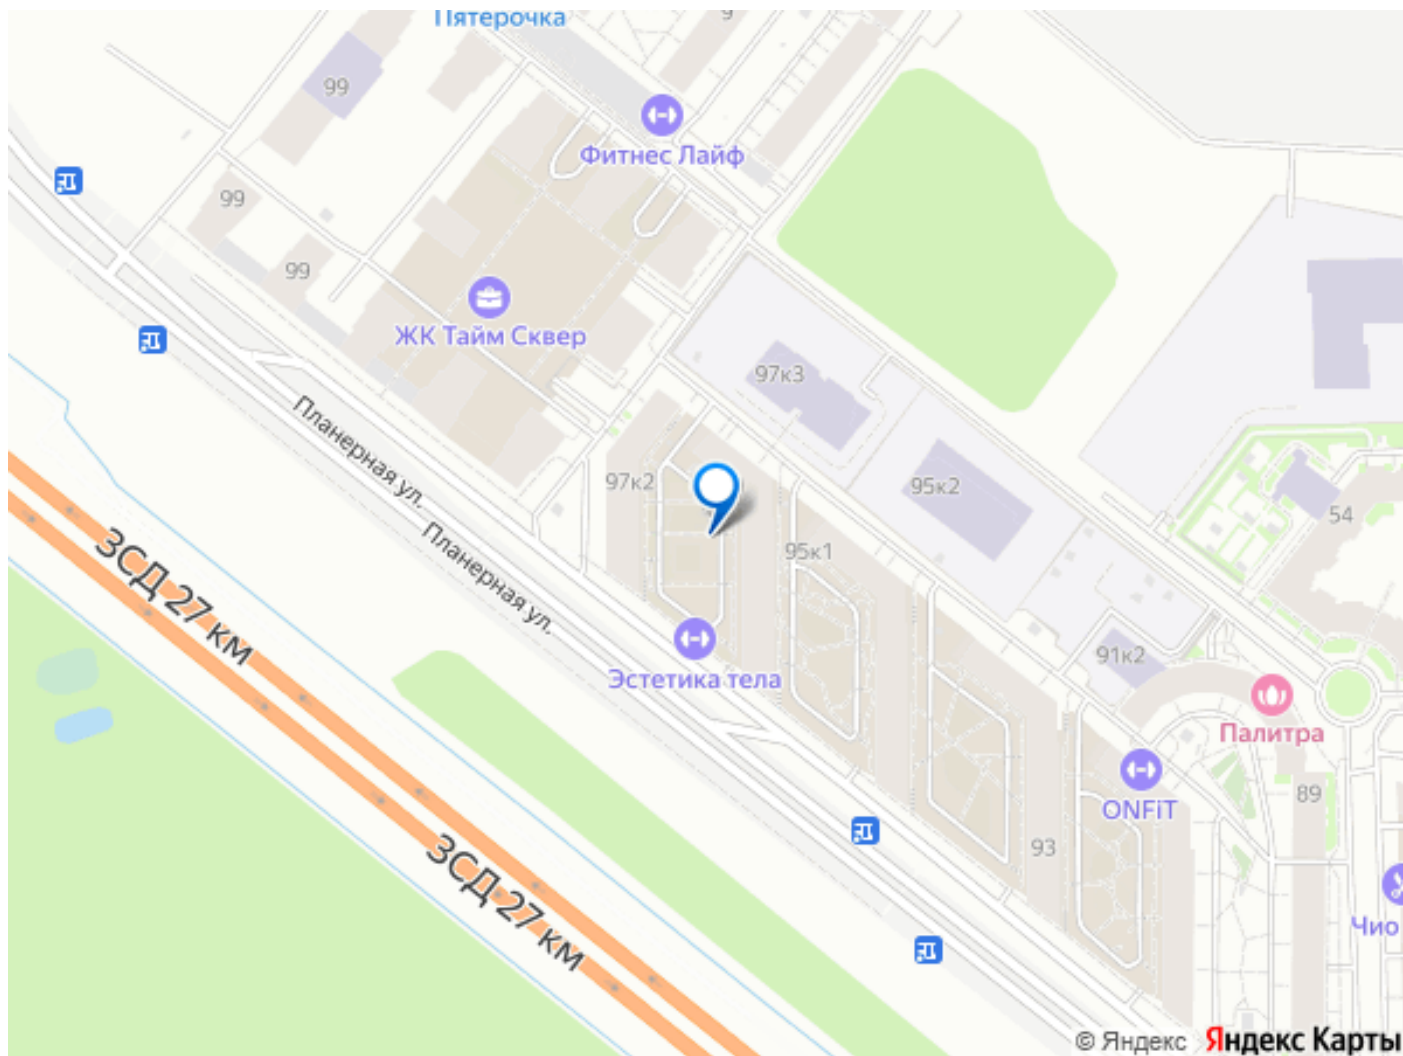 Пятерочка
9
99
Фитнес Лайф
99
99
ЖК Тайм Сквер
97к3
Планерная ул.
97к2
95к2
54
ЗСД 27 км
Планерная ул.
95к1
Эстетика тела
91к2
Палитра
ONFiT
89
ЗСД 27 км
93
Чио
© Яндекс Яндекс Карты